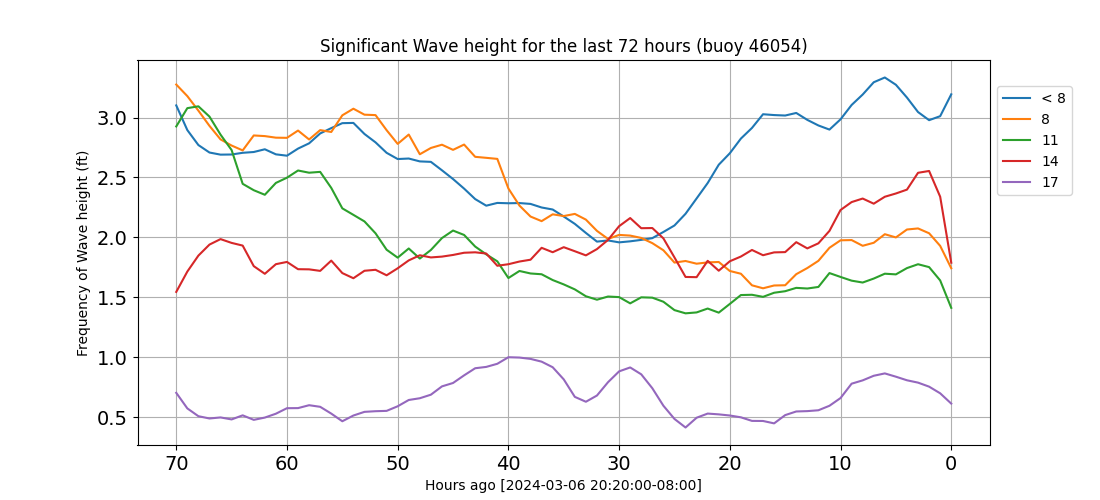 Significant Wave height for the last 72 hours (buoy 46054)
Frequency of Wave height (ft)
3.0
2.5
2.0
1.5
1.0
0.5
70 60 50 40 30 20 10 0
Hours ago [2024-03-06 20:20:00-08:00]
< 8
8
11
14
17